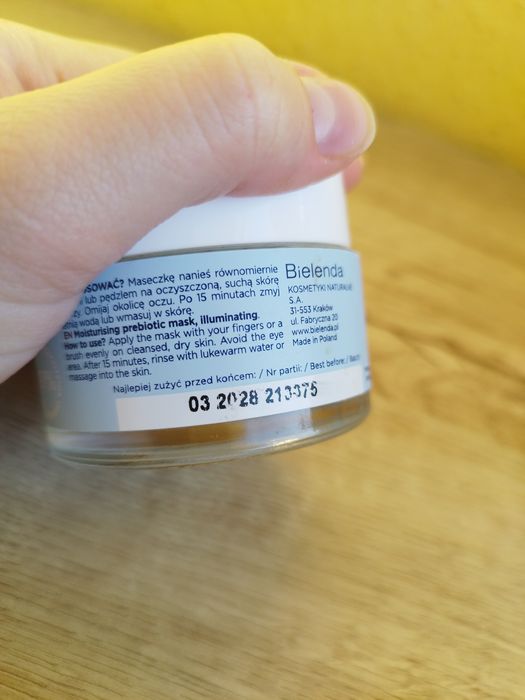 SOWAĆ? Maseczkę nanieś równomiernie
i lub pędzlem na oczyszczoną, suchą skórę
zy. Omijaj okolicę oczu. Po 15 minutach zmyj
tnią wodą lub wmasuj w skórę.
EN Moisturising prebiotic mask, illuminating.
How to use? Apply the mask with your fingers or a
brush evenly on cleansed, dry skin. Avoid the eye
area. After 15 minutes, rinse with lukewarm water or
massage into the skin.
Bielenda
KOSMETYKI NATURALNE
S.A.
31-553 Kraków
ul. Fabryczna 20
www.bielenda.pl
Made in Poland
Najlepiej zużyć przed końcem: / Nr partii: / Best before: / Batch
03 2028 213375